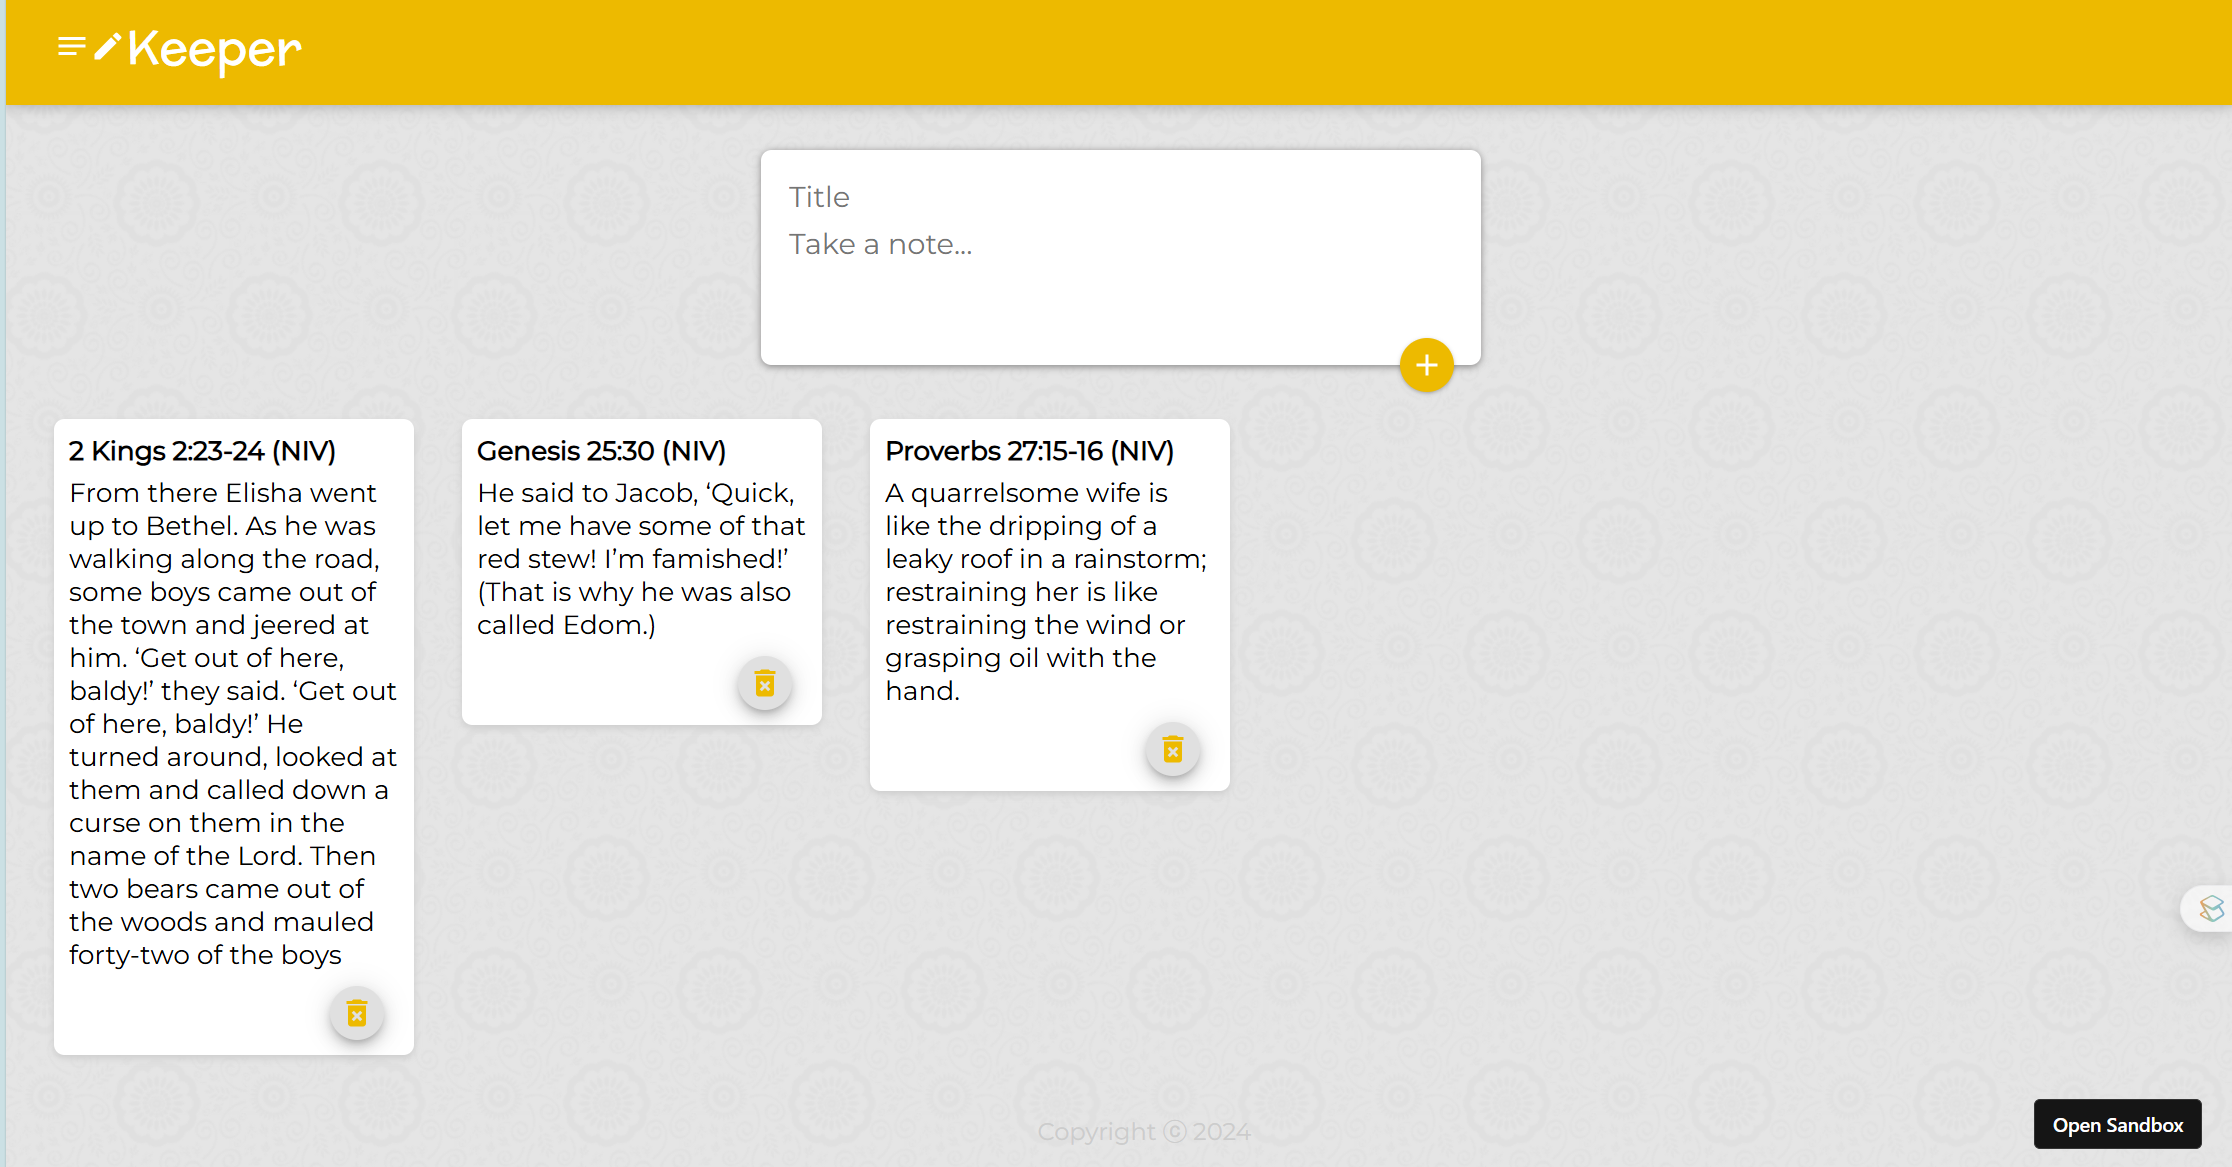 Keeper
Title
Take a note...
2 Kings 2:23-24 (NIV)
From there Elisha went
up to Bethel. As he was
walking along the road,
some boys came out of
the town and jeered at
him. ‘Get out of here,
baldy!’ they said. ‘Get out
of here, baldy!’ He
turned around, looked at
them and called down a
curse on them in the
name of the Lord. Then
two bears came out of
the woods and mauled
forty-two of the boys
Genesis 25:30 (NIV)
He said to Jacob, ‘Quick,
let me have some of that
red stew! I’m famished!’
(That is why he was also
called Edom.)
Proverbs 27:15-16 (NIV)
A quarrelsome wife is
like the dripping of a
leaky roof in a rainstorm;
restraining her is like
restraining the wind or
grasping oil with the
hand.
Copyright ⓒ 2024
Open Sandbox